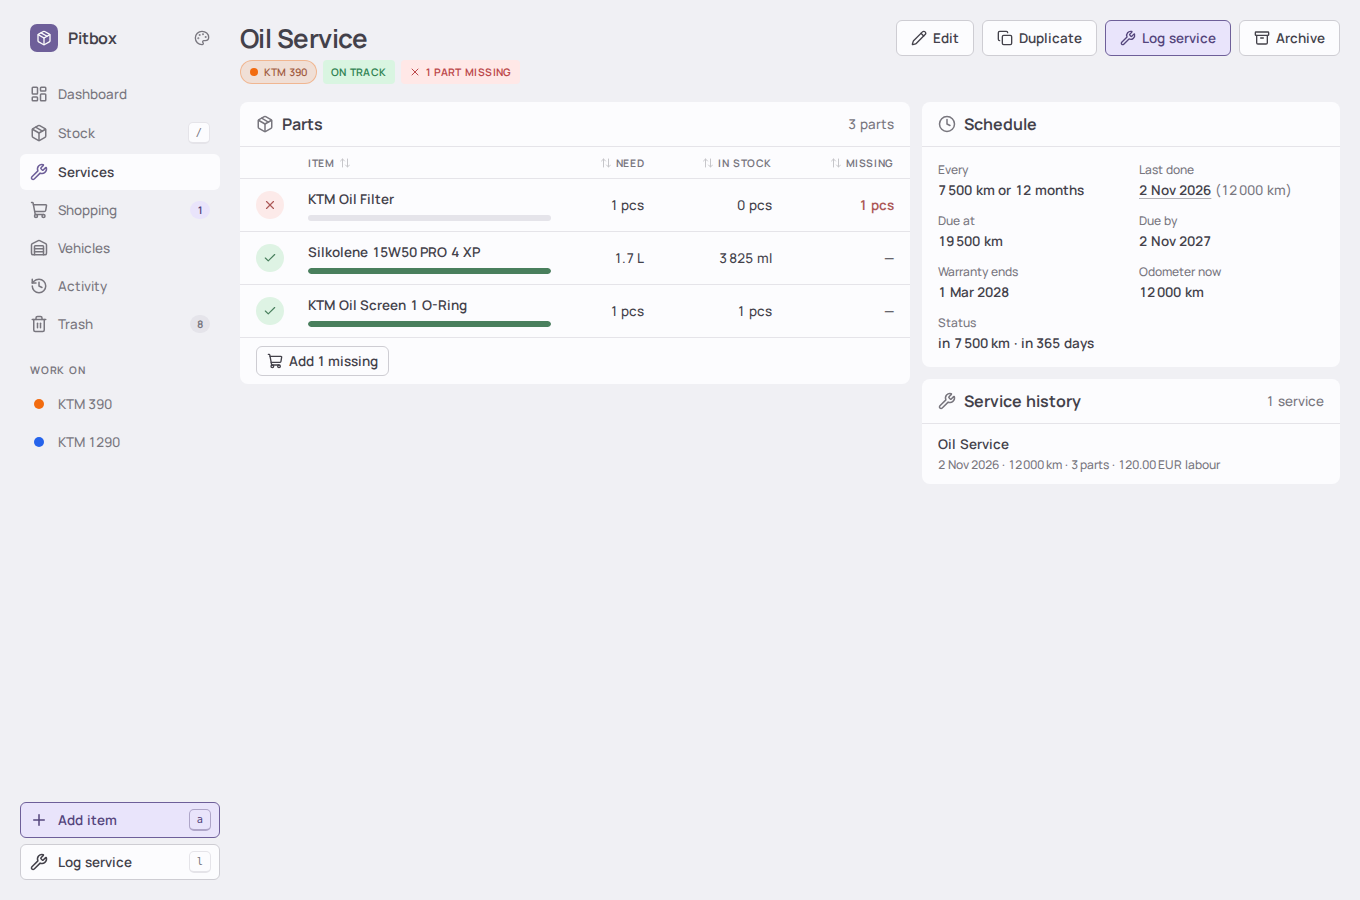 Pitbox
Dashboard
Stock /
Services
Shopping 1
Vehicles
Activity
Trash 8
WORK ON
KTM 390
KTM 1290
Add item a
Log service l
Oil Service
KTM 390 ON TRACK 1 PART MISSING
Edit Duplicate Log service Archive
Parts 3 parts
ITEM NEED IN STOCK MISSING
KTM Oil Filter 1 pcs 0 pcs 1 pcs
Silkolene 15W50 PRO 4 XP 1.7 L 3 825 ml –
KTM Oil Screen 1 O-Ring 1 pcs 1 pcs –
Add 1 missing
Schedule
Every Last done
7 500 km or 12 months 2 Nov 2026 (12 000 km)
Due at Due by
19 500 km 2 Nov 2027
Warranty ends Odometer now
1 Mar 2028 12 000 km
Status
in 7 500 km · in 365 days
Service history 1 service
Oil Service
2 Nov 2026 · 12 000 km · 3 parts · 120.00 EUR labour